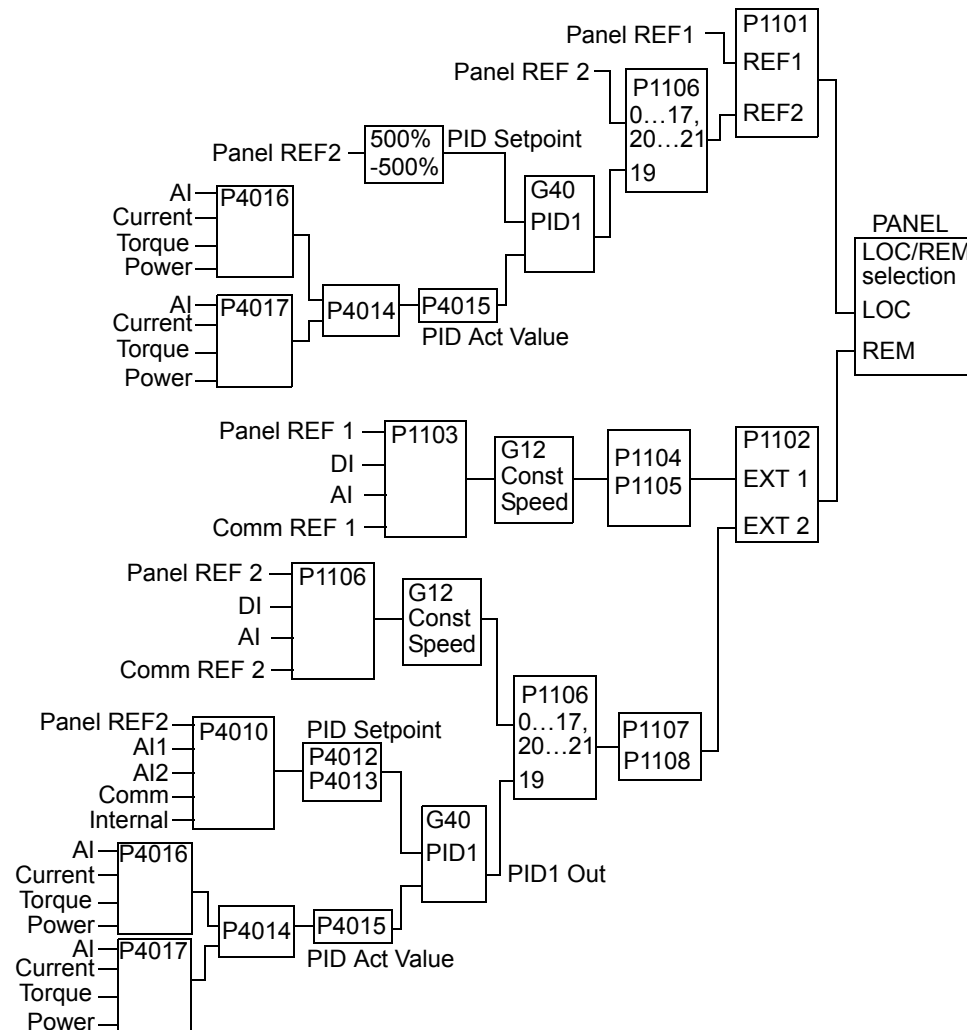 P1101
Panel REF1
REF1
Panel REF 2
P1106
0…17,
20…21
19
REF2
Panel REF2
500%
-500%
PID Setpoint
G40
PID1
AI
Current
Torque
Power
P4016
AI
Current
Torque
Power
P4017
P4014
P4015
PID Act Value
PANEL
LOC/REM
selection
LOC
REM
Panel REF 1
DI
AI
Comm REF 1
P1103
G12
Const
Speed
P1104
P1105
P1102
EXT 1
EXT 2
Panel REF 2
DI
AI
Comm REF 2
P1106
G12
Const
Speed
P1106
0…17,
20…21
19
P1107
P1108
Panel REF2
AI1
AI2
Comm
Internal
P4010
PID Setpoint
P4012
P4013
G40
PID1
PID1 Out
AI
Current
Torque
Power
P4016
AI
Current
Torque
Power
P4017
P4014
P4015
PID Act Value